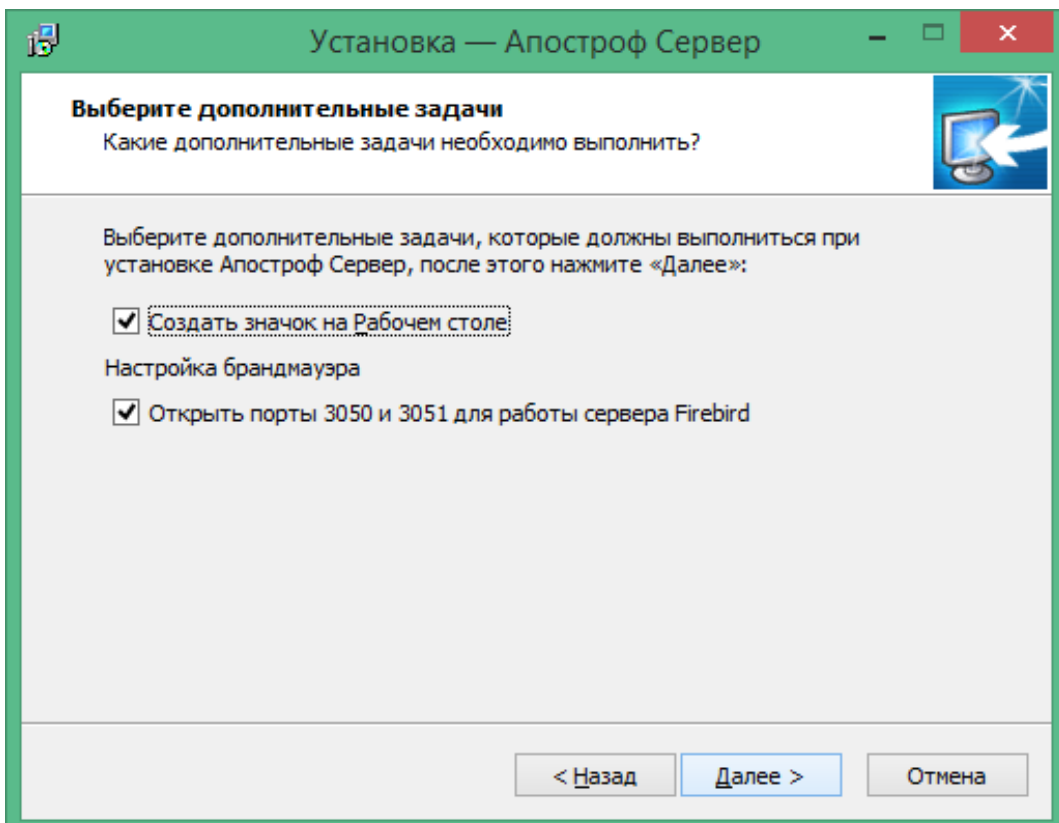 Установка — Апостроф Сервер
Выберите дополнительные задачи
Какие дополнительные задачи необходимо выполнить?
Выберите дополнительные задачи, которые должны выполниться при
установке Апостроф Сервер, после этого нажмите «Далее»:
Создать значок на Рабочем столе
Настройка брандмауэра
Открыть порты 3050 и 3051 для работы сервера Firebird
< Назад Далее > Отмена